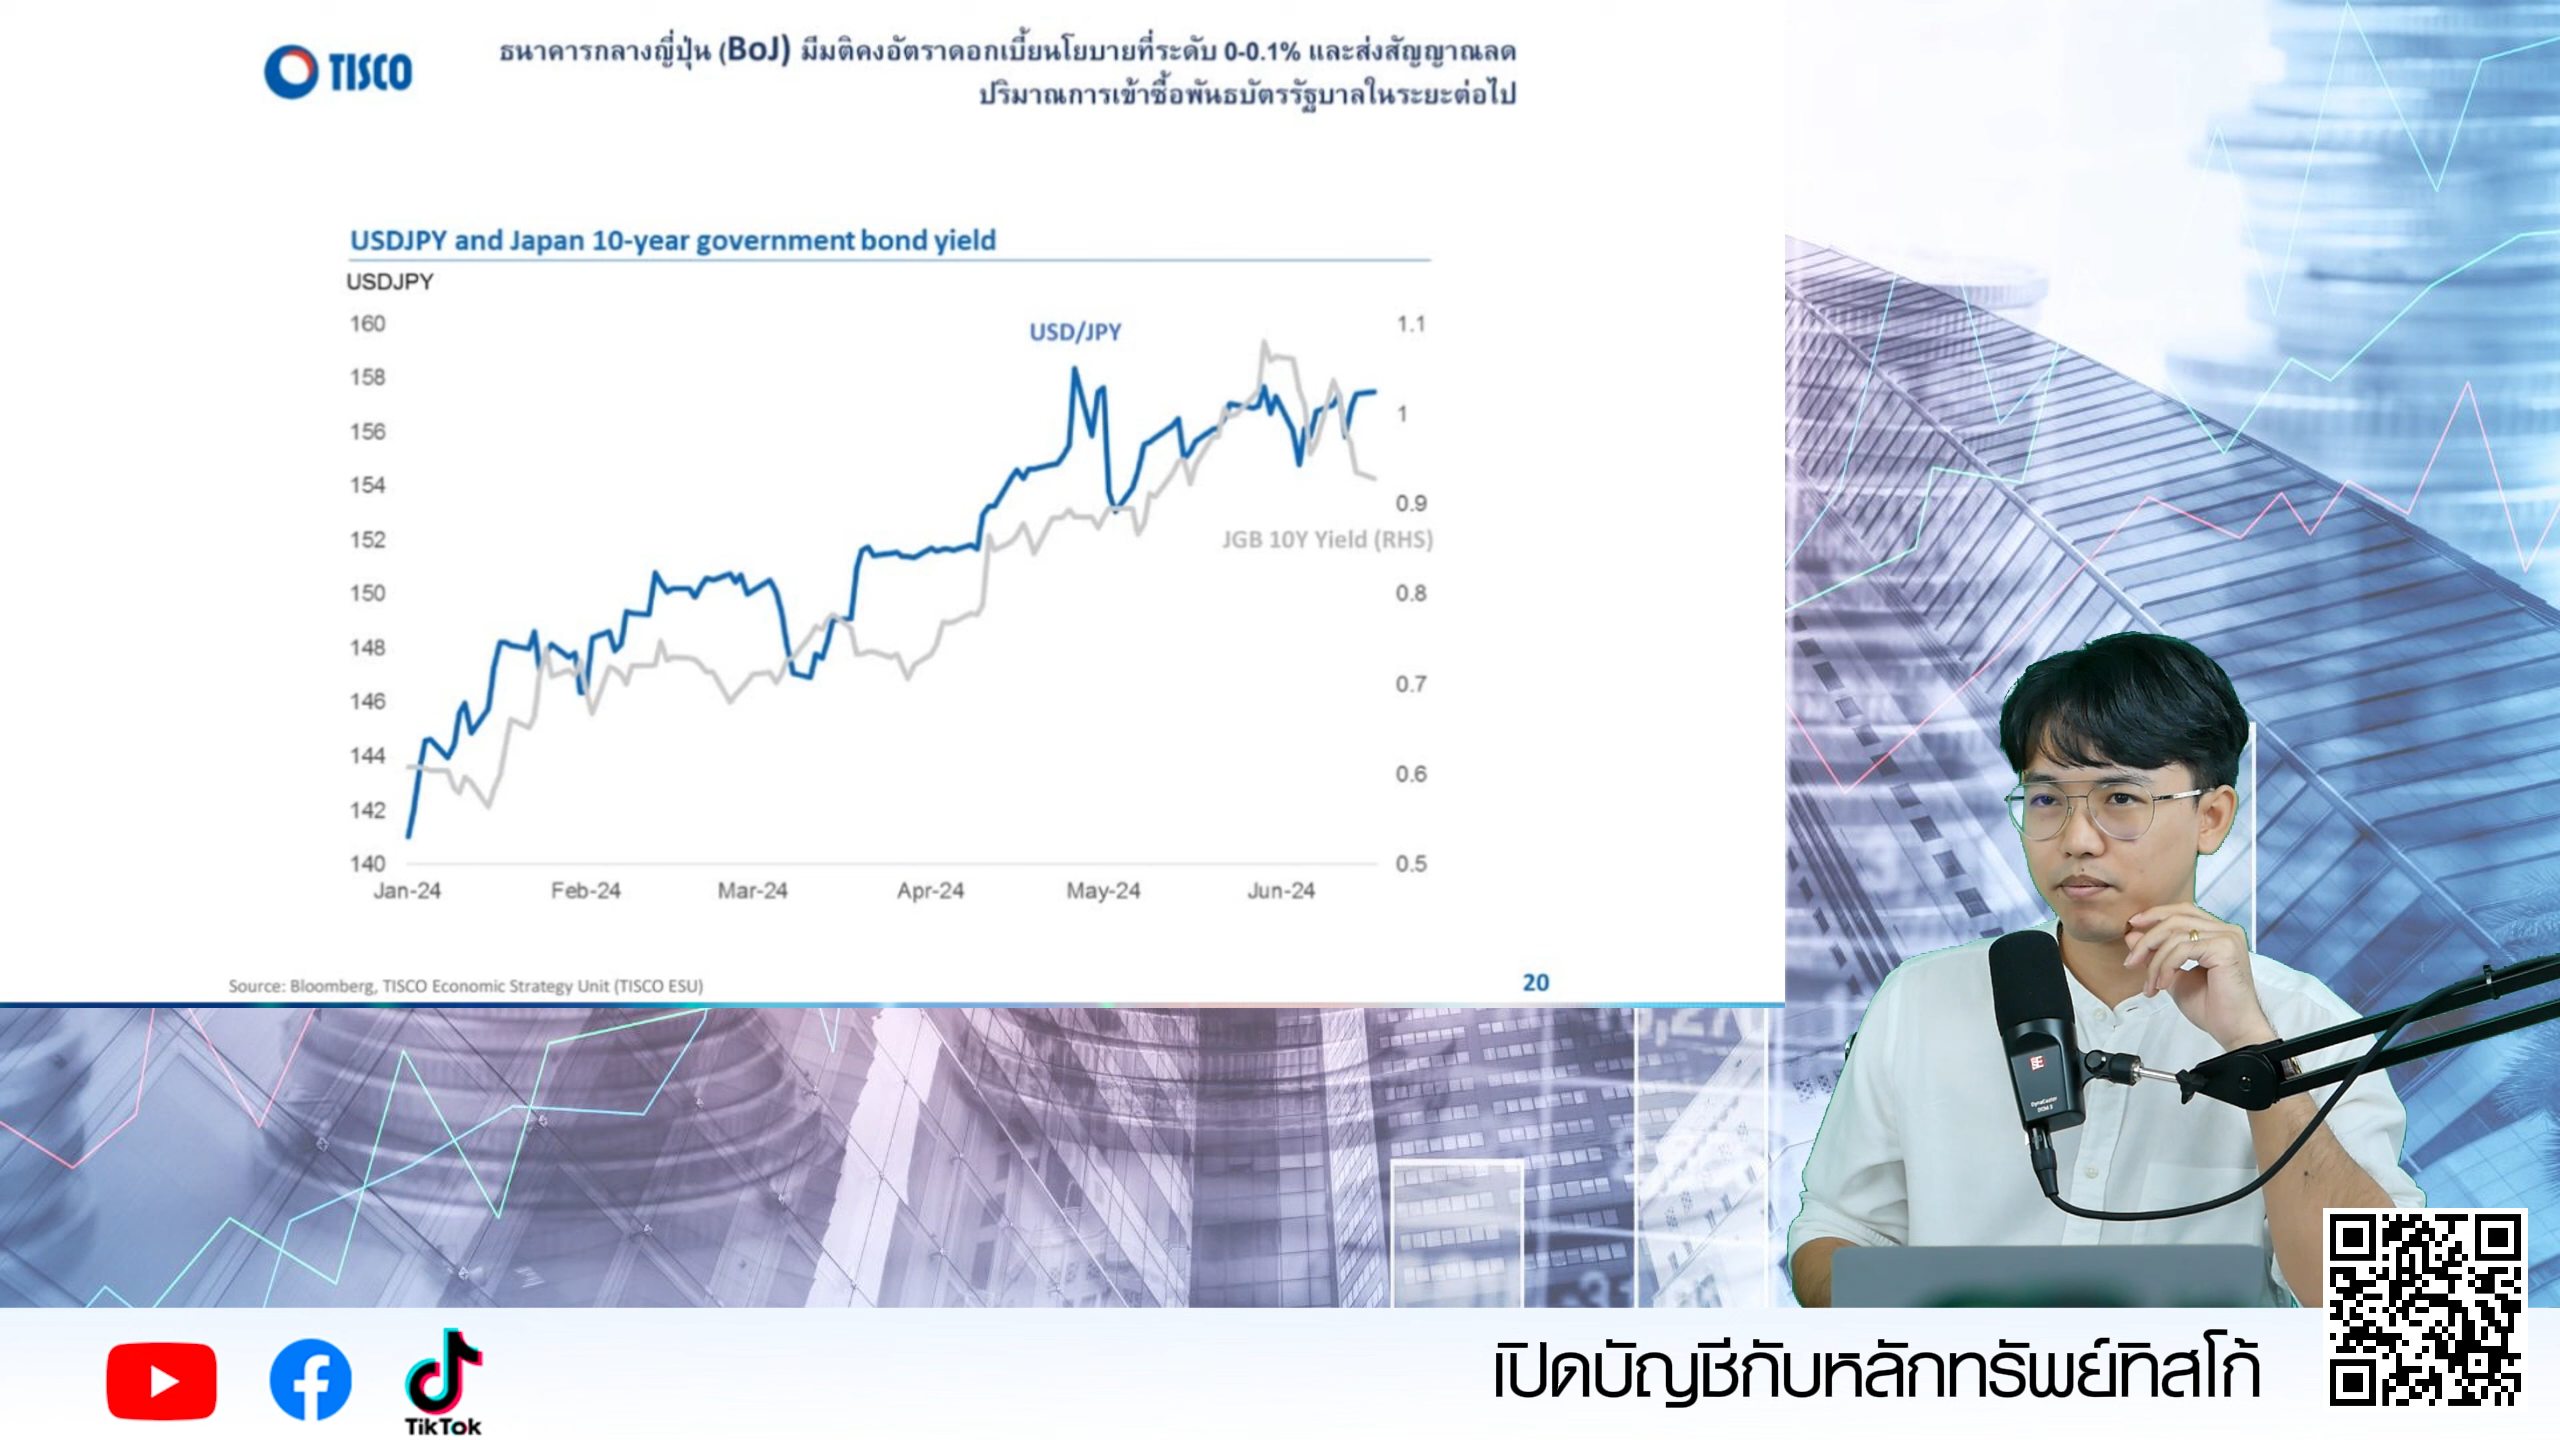 TISCO
ธนาคารกลางญี่ปุ่น (BoJ) มีมติคงอัตราดอกเบี้ยนโยบายที่ระดับ 0-0.1% และส่งสัญญาณลด
ปริมาณการเข้าซื้อพันธบัตรรัฐบาลในระยะต่อไป
USDJPY and Japan 10-year government bond yield
USDJPY
160
158
156
154
152
150
148
146
144
142
140
USD/JPY
JGB 10Y Yield (RHS)
1.1
1
0.9
0.8
0.7
0.6
0.5
Jan-24 Feb-24 Mar-24 Apr-24 May-24 Jun-24
Source: Bloomberg, TISCO Economic Strategy Unit (TISCO ESU)
20
TikTok
เปิดบัญชีกับหลักทรัพย์ทิสโก้